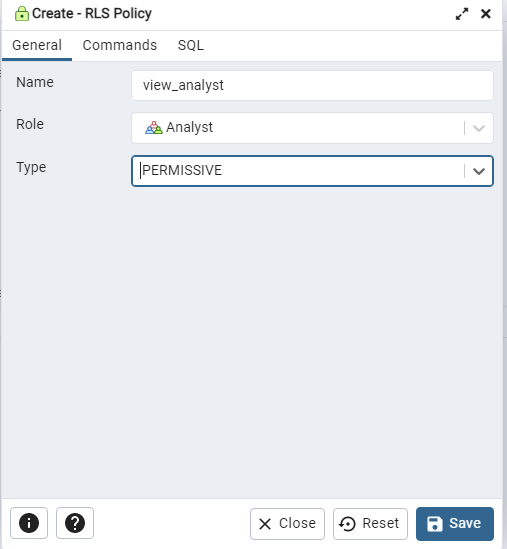 Create - RLS Policy
General Commands SQL
Name view_analyst
Role Analyst
Type PERMISSIVE
Close Reset Save